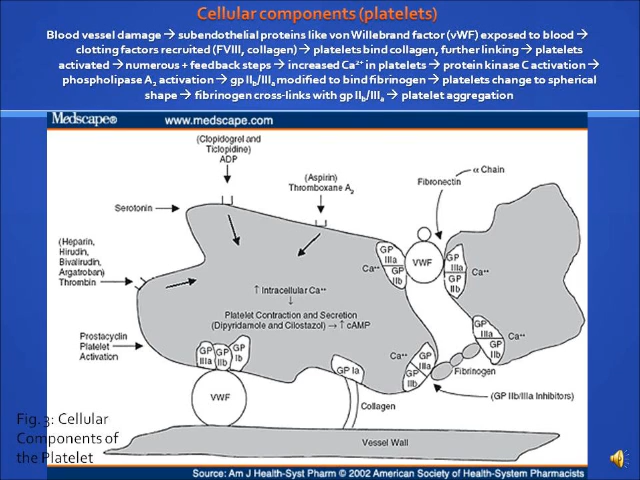 Cellular components (platelets)
Blood vessel damage → subendothelial proteins like von Willebrand factor (vWF) exposed to blood →
clotting factors recruited (FVIII, collagen) → platelets bind collagen, further linking → platelets
activated → numerous + feedback steps → increased Ca²⁺ in platelets → protein kinase C activation →
phospholipase A₂ activation → gp IIb/IIIa modified to bind fibrinogen → platelets change to spherical
shape → fibrinogen cross-links with gp IIb/IIIa → platelet aggregation
Medscape® www.medscape.com
(Clopidogrel and
Ticlopidine)
ADP
(Aspirin)
Thromboxane A₂
α Chain
Fibronectin
Serotonin
GP
IIIa
GP
IIb
Ca⁺⁺
VWF
GP
IIIa
GP
IIb
Ca⁺⁺
(Heparin,
Hirudin,
Bivalirudin,
Argatroban)
Thrombin
↑ Intracellular Ca⁺⁺
↓
Platelet Contraction and Secretion
(Dipyridamole and Cilostazol) → ↑ cAMP
Prostacyclin
Platelet
Activation
GP
IIIa
GP
IIb
GP
Ib
GP Ia
Ca⁺⁺
GP
IIIa
GP
IIb
GP
IIIa
GP
IIb
Ca⁺⁺
Fibrinogen
(GP IIb/IIIa Inhibitors)
VWF
Collagen
Vessel Wall
Fig. 3: Cellular
Components of
the Platelet
Source: Am J Health-Syst Pharm © 2002 American Society of Health-System Pharmacists